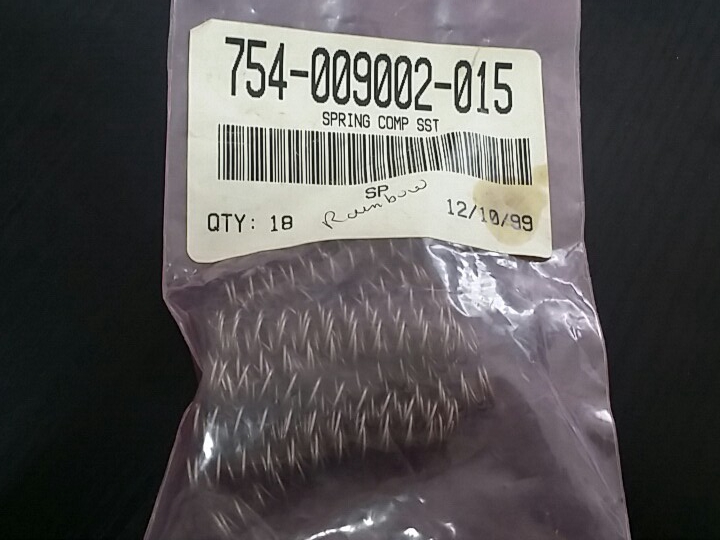 754-009002-015
SPRING COMP SST
SP
Rainbow
QTY: 18
12/10/99